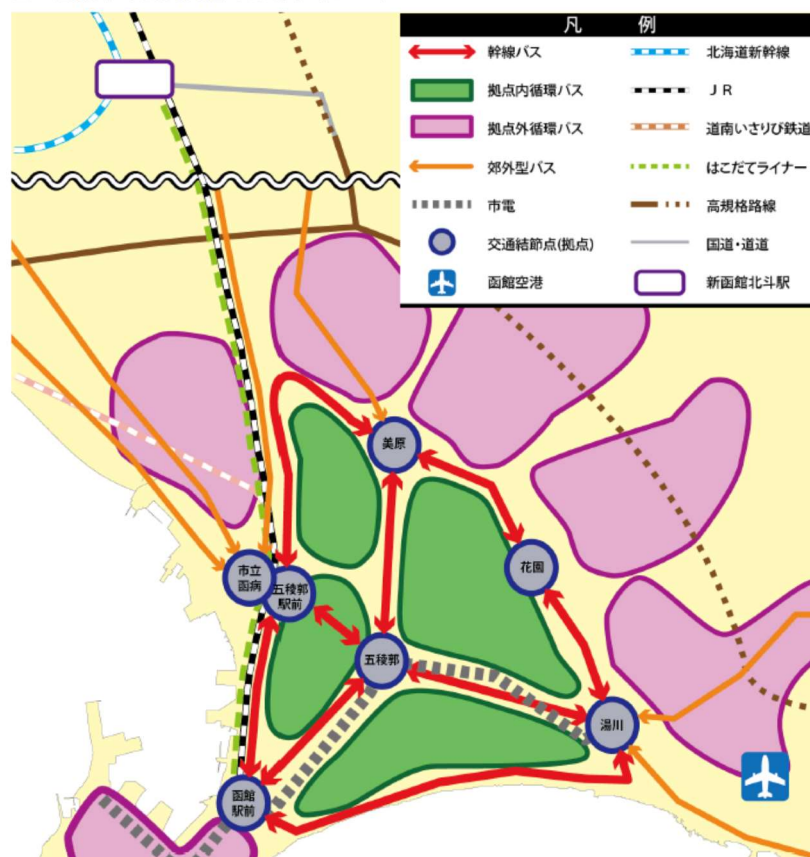 凡 例
幹線バス 北海道新幹線
拠点内循環バス JR
拠点外循環バス 道南いさりび鉄道
郊外型バス はこだてライナー
市電 高規格路線
交通結節点(拠点) 国道・道道
函館空港 新函館北斗駅
美原
花園
市立
函病
五稜郭
駅前
五稜郭
湯川
函館
駅前